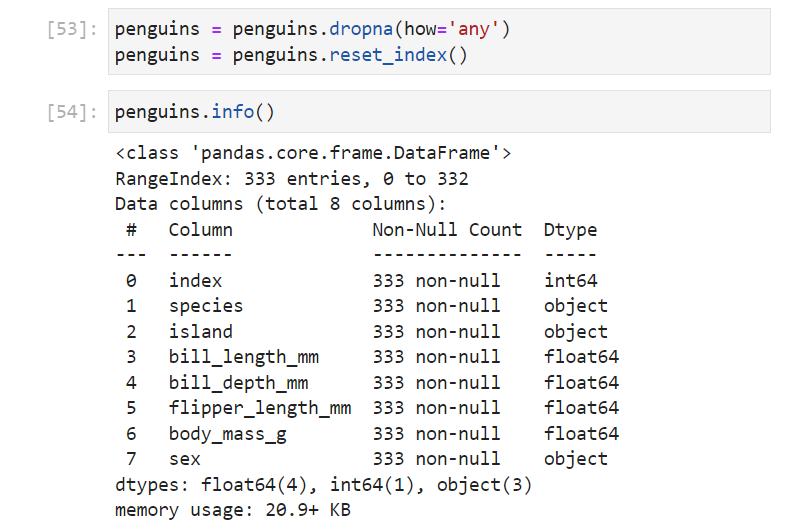 [53]: penguins = penguins.dropna(how='any')
penguins = penguins.reset_index()
[54]: penguins.info()
<class 'pandas.core.frame.DataFrame'>
RangeIndex: 333 entries, 0 to 332
Data columns (total 8 columns):
 #   Column             Non-Null Count  Dtype
---  ------             --------------  -----
 0   index              333 non-null    int64
 1   species            333 non-null    object
 2   island             333 non-null    object
 3   bill_length_mm     333 non-null    float64
 4   bill_depth_mm      333 non-null    float64
 5   flipper_length_mm  333 non-null    float64
 6   body_mass_g        333 non-null    float64
 7   sex                333 non-null    object
dtypes: float64(4), int64(1), object(3)
memory usage: 20.9+ KB